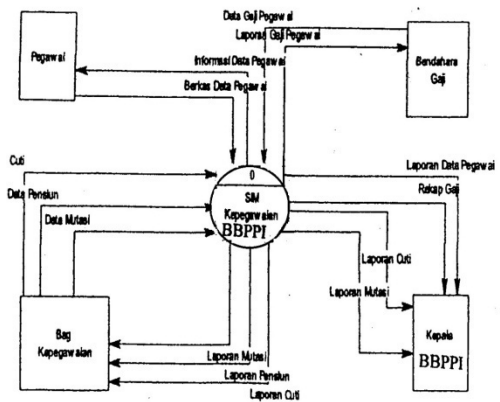 Data Gaji Pegawai
Laporan Gaji Pegawai
Pegawai
Informasi Data Pegawai
Berkas Data Pegawai
Bendahara
Gaji
Cuti
Data Pensiun
Data Mutasi
0
SIM
Kepegawaian
BBPPI
Laporan Data Pegawai
Rekap Gaji
Laporan Cuti
Laporan Mutasi
Bag
Kepegawaian
Kepala
BBPPI
Laporan Mutasi
Laporan Pensiun
Laporan Cuti